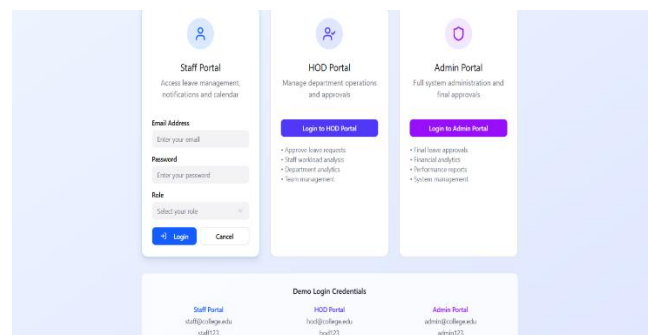 Staff Portal
Access leave management,
notifications and calendar
Email Address
Enter your email
Password
Enter your password
Role
Select your role
Login
Cancel
HOD Portal
Manage department operations
and approvals
Login to HOD Portal
• Approve leave requests
• Staff workload analysis
• Department analytics
• Team management
Admin Portal
Full system administration and
final approvals
Login to Admin Portal
• Final leave approvals
• Financial analytics
• Performance reports
• System management
Demo Login Credentials
Staff Portal
staff@college.edu
staff123
HOD Portal
hod@college.edu
hod123
Admin Portal
admin@college.edu
admin123